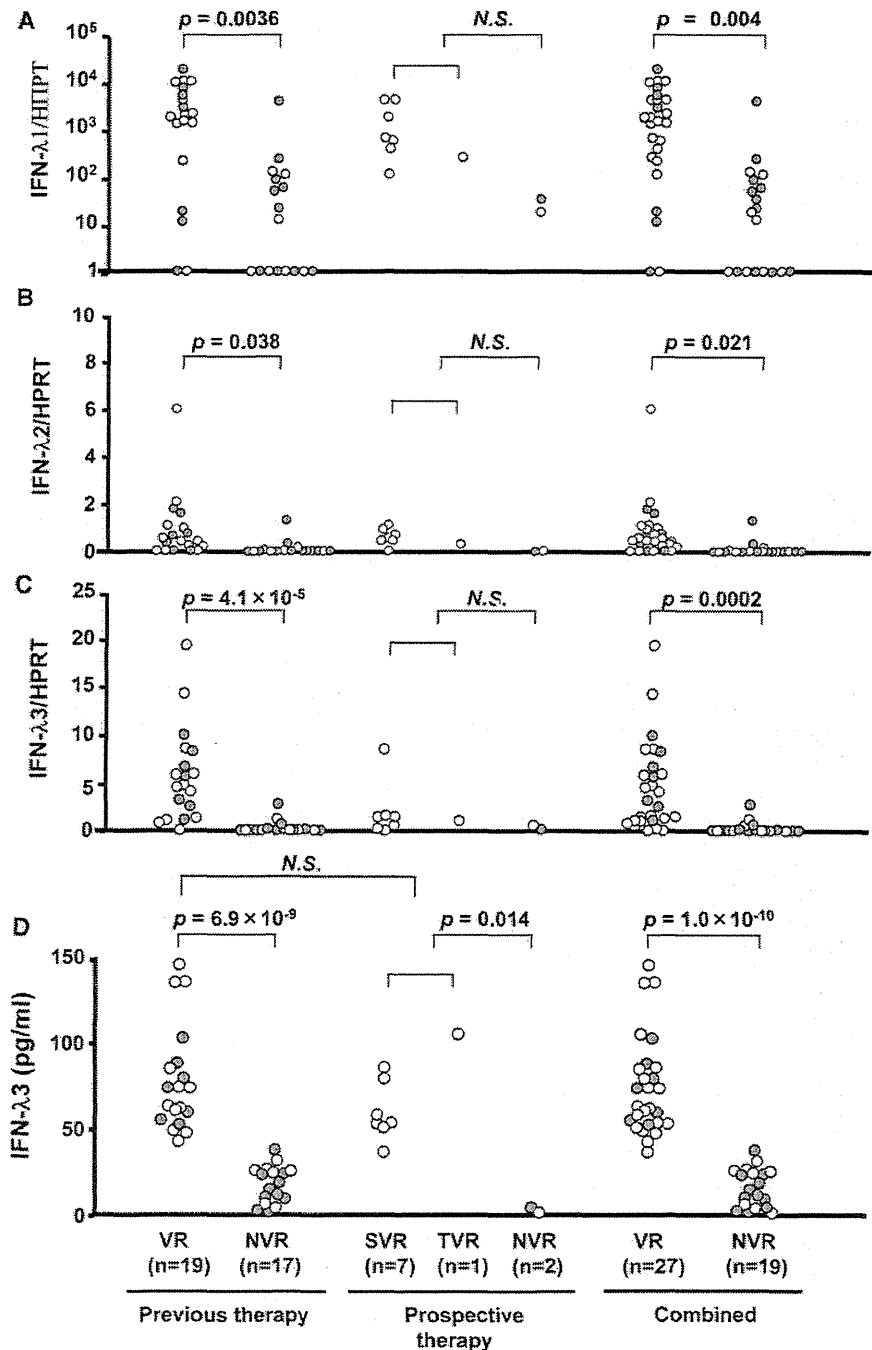 A
p = 0.0036
N.S.
p = 0.004
IFN-λ1/HΠΡΤ
10⁵
10⁴
10³
10²
10
1
B
p = 0.038
N.S.
p = 0.021
IFN-λ2/HPRT
10
8
6
4
2
0
C
p = 4.1 × 10⁻⁵
N.S.
p = 0.0002
IFN-λ3/HPRT
25
20
15
10
5
0
N.S.
D
p = 6.9 × 10⁻⁹
p = 0.014
p = 1.0 × 10⁻¹⁰
IFN-λ3 (pg/ml)
150
100
50
0
VR NVR SVR TVR NVR VR NVR
(n=19) (n=17) (n=7) (n=1) (n=2) (n=27) (n=19)
Previous therapy Prospective therapy Combined